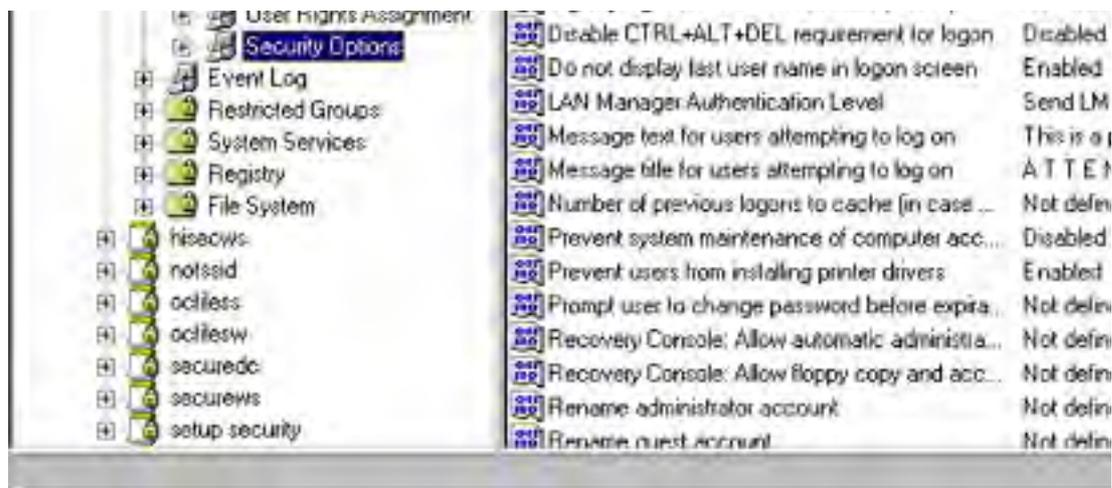 User Rights Assignment
Security Options
Event Log
Restricted Groups
System Services
Registry
File System
hisecws
notssid
ocfiless
ocfilesw
securedc
securews
setup security
Disable CTRL+ALT+DEL requirement for logon Disabled
Do not display last user name in logon screen Enabled
LAN Manager Authentication Level Send LM
Message text for users attempting to log on This is a
Message title for users attempting to log on A T T E N
Number of previous logons to cache (in case ... Not defin
Prevent system maintenance of computer acc... Disabled
Prevent users from installing printer drivers Enabled
Prompt user to change password before expira... Not defin
Recovery Console: Allow automatic administra... Not defin
Recovery Console: Allow floppy copy and acc... Not defin
Rename administrator account Not defin
Rename guest account Not defin